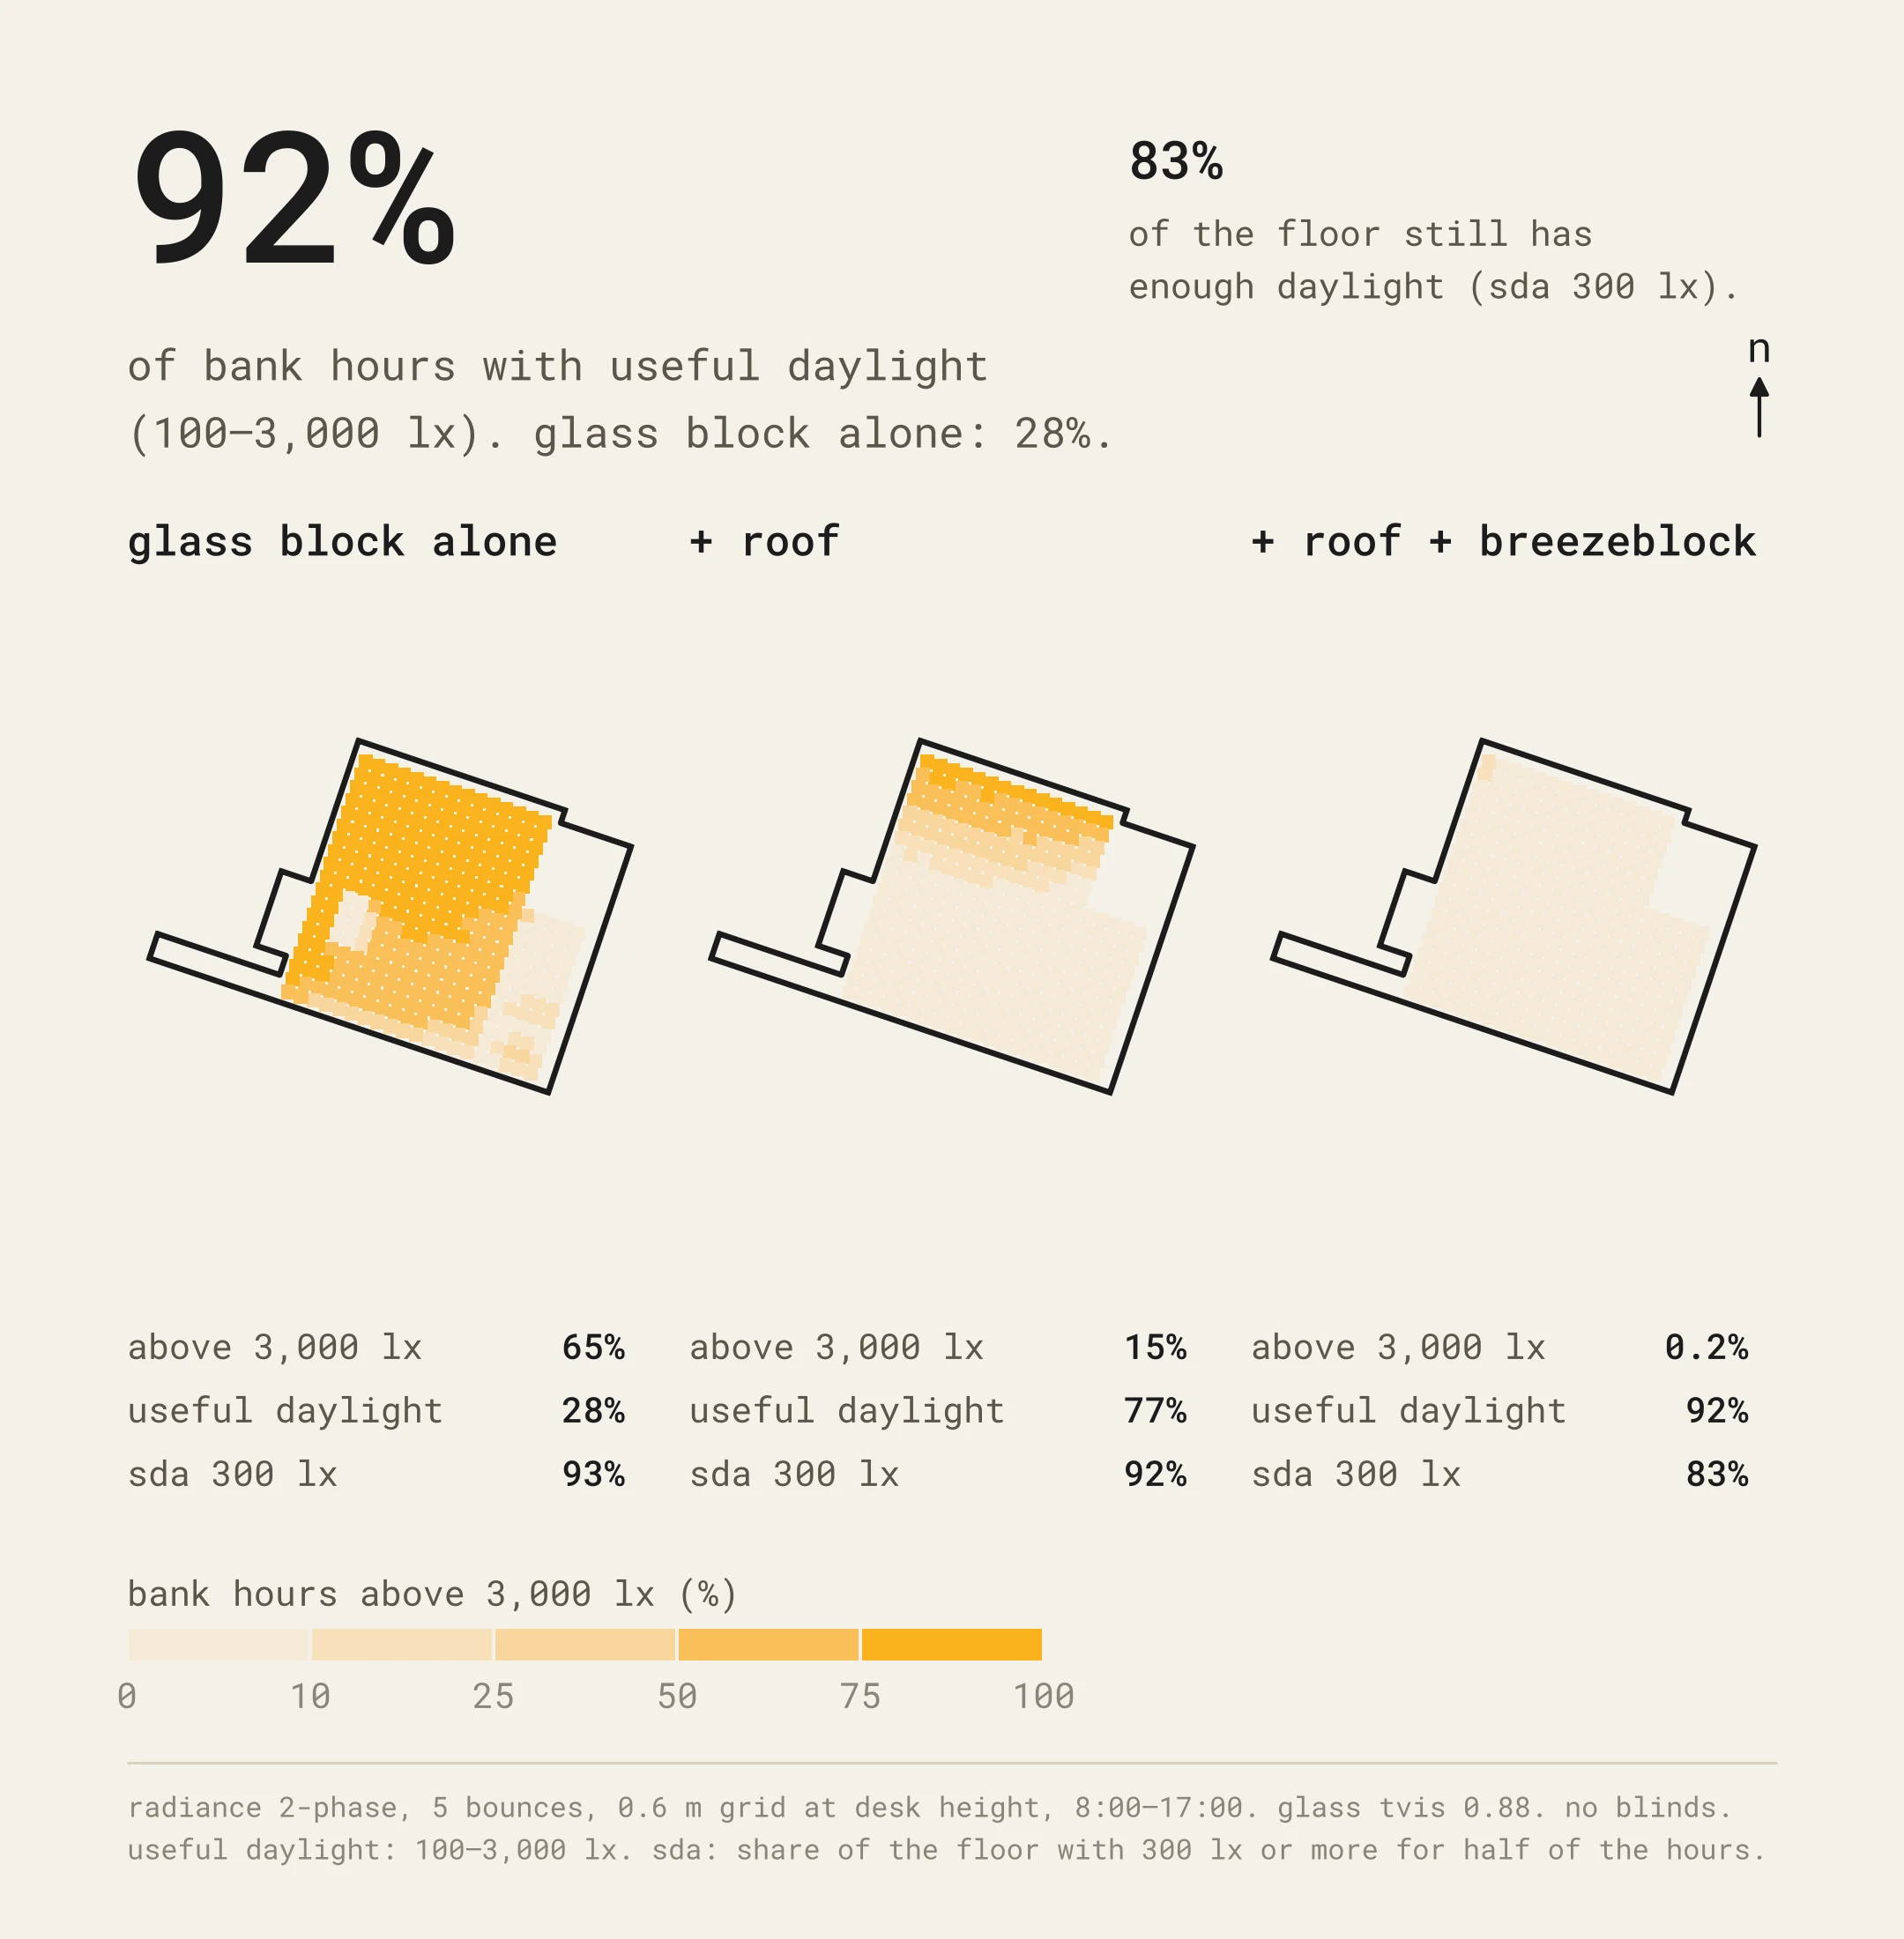 92%
of bank hours with useful daylight
(100–3,000 lx). glass block alone: 28%.
83%
of the floor still has
enough daylight (sda 300 lx).
n
glass block alone
+ roof
+ roof + breezeblock
above 3,000 lx 65%
useful daylight 28%
sda 300 lx 93%
above 3,000 lx 15%
useful daylight 77%
sda 300 lx 92%
above 3,000 lx 0.2%
useful daylight 92%
sda 300 lx 83%
bank hours above 3,000 lx (%)
0 10 25 50 75 100
radiance 2-phase, 5 bounces, 0.6 m grid at desk height, 8:00–17:00. glass tvis 0.88. no blinds.
useful daylight: 100–3,000 lx. sda: share of the floor with 300 lx or more for half of the hours.